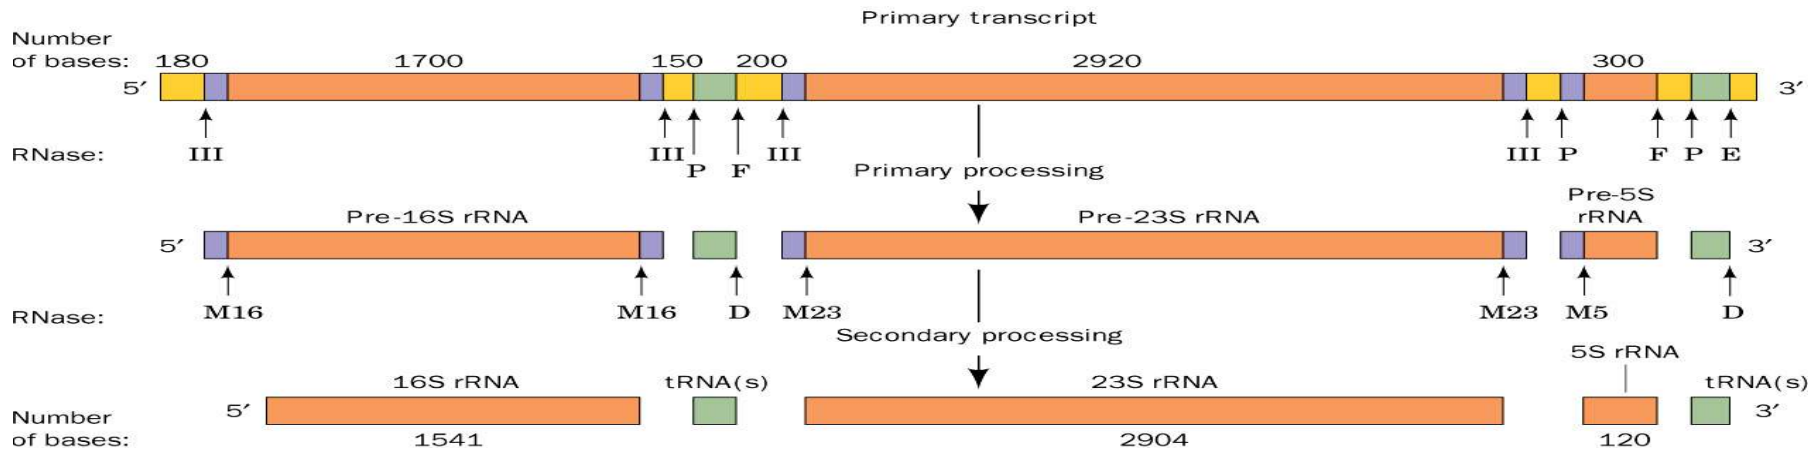 Primary transcript
Number
of bases: 180 1700 150 200 2920 300
5′ 3′
RNase: III III P F III III P F P E
Primary processing
Pre-16S rRNA Pre-23S rRNA Pre-5S
rRNA
5′ 3′
RNase: M16 M16 D M23 M23 M5 D
Secondary processing
5S rRNA
16S rRNA tRNA(s) 23S rRNA tRNA(s)
5′ 3′
Number
of bases: 1541 2904 120